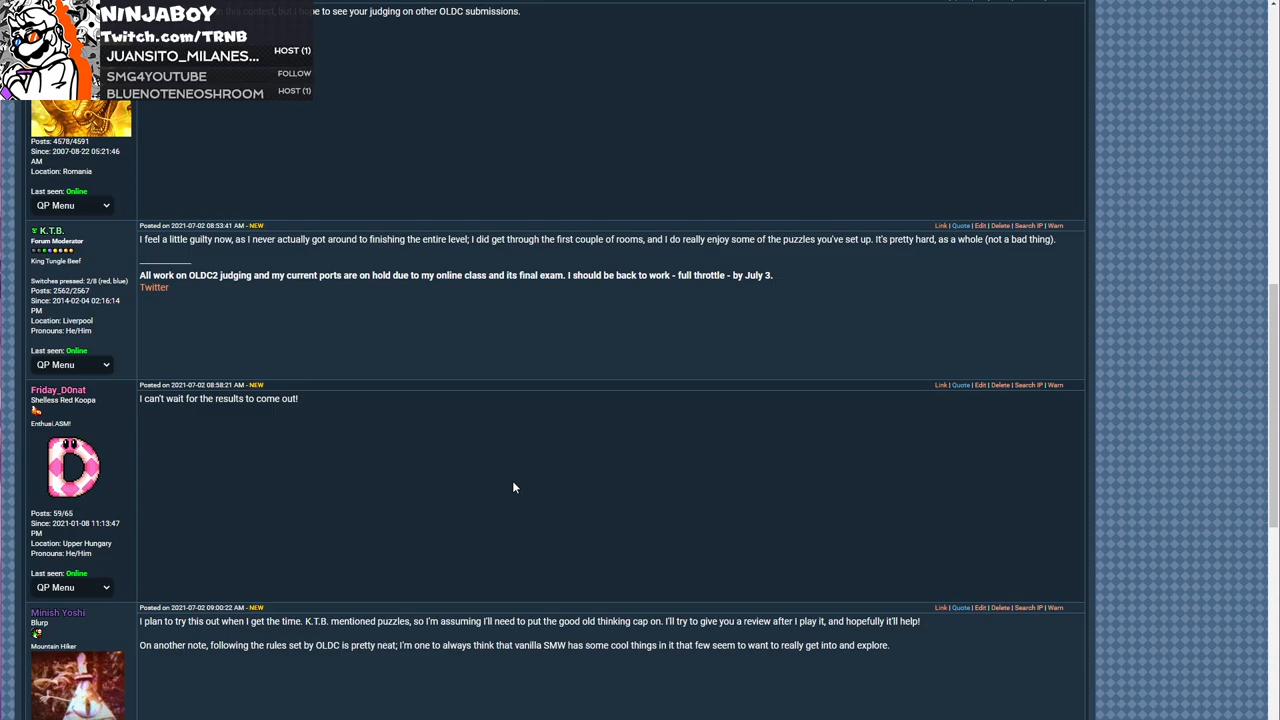 NINJABOY
Twitch.com/TRNB
JUANSITO_MILANES... HOST (1)
SMG4YOUTUBE FOLLOW
BLUENOTENEOSHROOM HOST (1)
this contest, but I hope to see your judging on other OLDC submissions.
Posts: 4578/4591
Since: 2007-08-22 05:21:46
AM
Location: Romania
Last seen: Online
QP Menu
K.T.B.
Forum Moderator
King Tungle Beef
Switches pressed: 2/8 (red, blue)
Posts: 2562/2567
Since: 2014-02-04 02:16:14
PM
Location: Liverpool
Pronouns: He/Him
Last seen: Online
QP Menu
Posted on 2021-07-02 08:53:41 AM - NEW
Link | Quote | Edit | Delete | Search IP | Warn
I feel a little guilty now, as I never actually got around to finishing the entire level; I did get through the first couple of rooms, and I do really enjoy some of the puzzles you've set up. It's pretty hard, as a whole (not a bad thing).
All work on OLDC2 judging and my current ports are on hold due to my online class and its final exam. I should be back to work - full throttle - by July 3.
Twitter
Friday_D0nat
Shelless Red Koopa
Enthusi.ASM!
D
Posts: 59/65
Since: 2021-01-08 11:13:47
PM
Location: Upper Hungary
Pronouns: He/Him
Last seen: Online
QP Menu
Posted on 2021-07-02 08:58:21 AM - NEW
Link | Quote | Edit | Delete | Search IP | Warn
I can't wait for the results to come out!
Minish Yoshi
Blurp
Mountain Hiker
Posted on 2021-07-02 09:00:22 AM - NEW
Link | Quote | Edit | Delete | Search IP | Warn
I plan to try this out when I get the time. K.T.B. mentioned puzzles, so I'm assuming I'll need to put the good old thinking cap on. I'll try to give you a review after I play it, and hopefully it'll help!
On another note, following the rules set by OLDC is pretty neat; I'm one to always think that vanilla SMW has some cool things in it that few seem to want to really get into and explore.